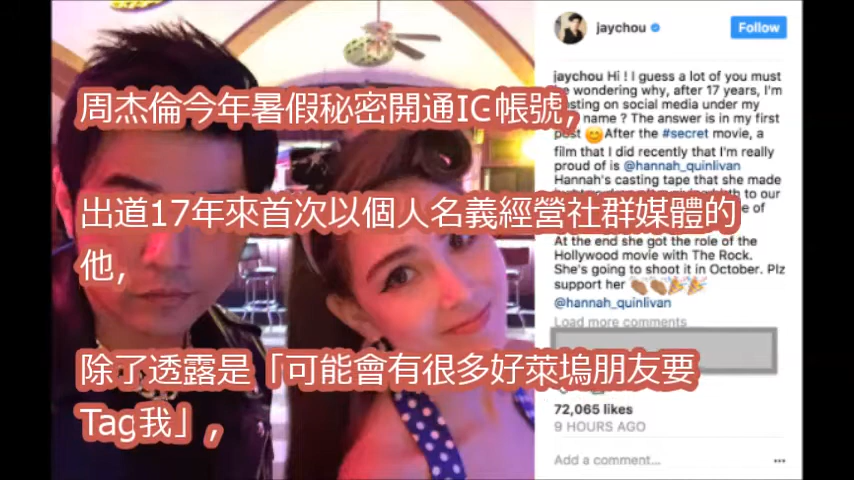 jaychou
Follow
jaychou Hi ! I guess a lot of you must
wondering why, after 17 years, I'm
on social media under my
name ? The answer is in my first
post 😊 After the #secret movie, a
film that I did recently that I'm really
proud of is @hannah_quinlivan
Hannah's casting tape that she made
to our
of
At the end she got the role of the
Hollywood movie with The Rock.
She's going to shoot it in October. Plz
support her 👏👏🎉🎉
@hannah_quinlivan
Load more comments
72,065 likes
9 HOURS AGO
Add a comment...
周杰倫今年暑假秘密開通IG帳號,
出道17年來首次以個人名義經營社群媒體的
他,
除了透露是「可能會有很多好萊塢朋友要
Tag我」,